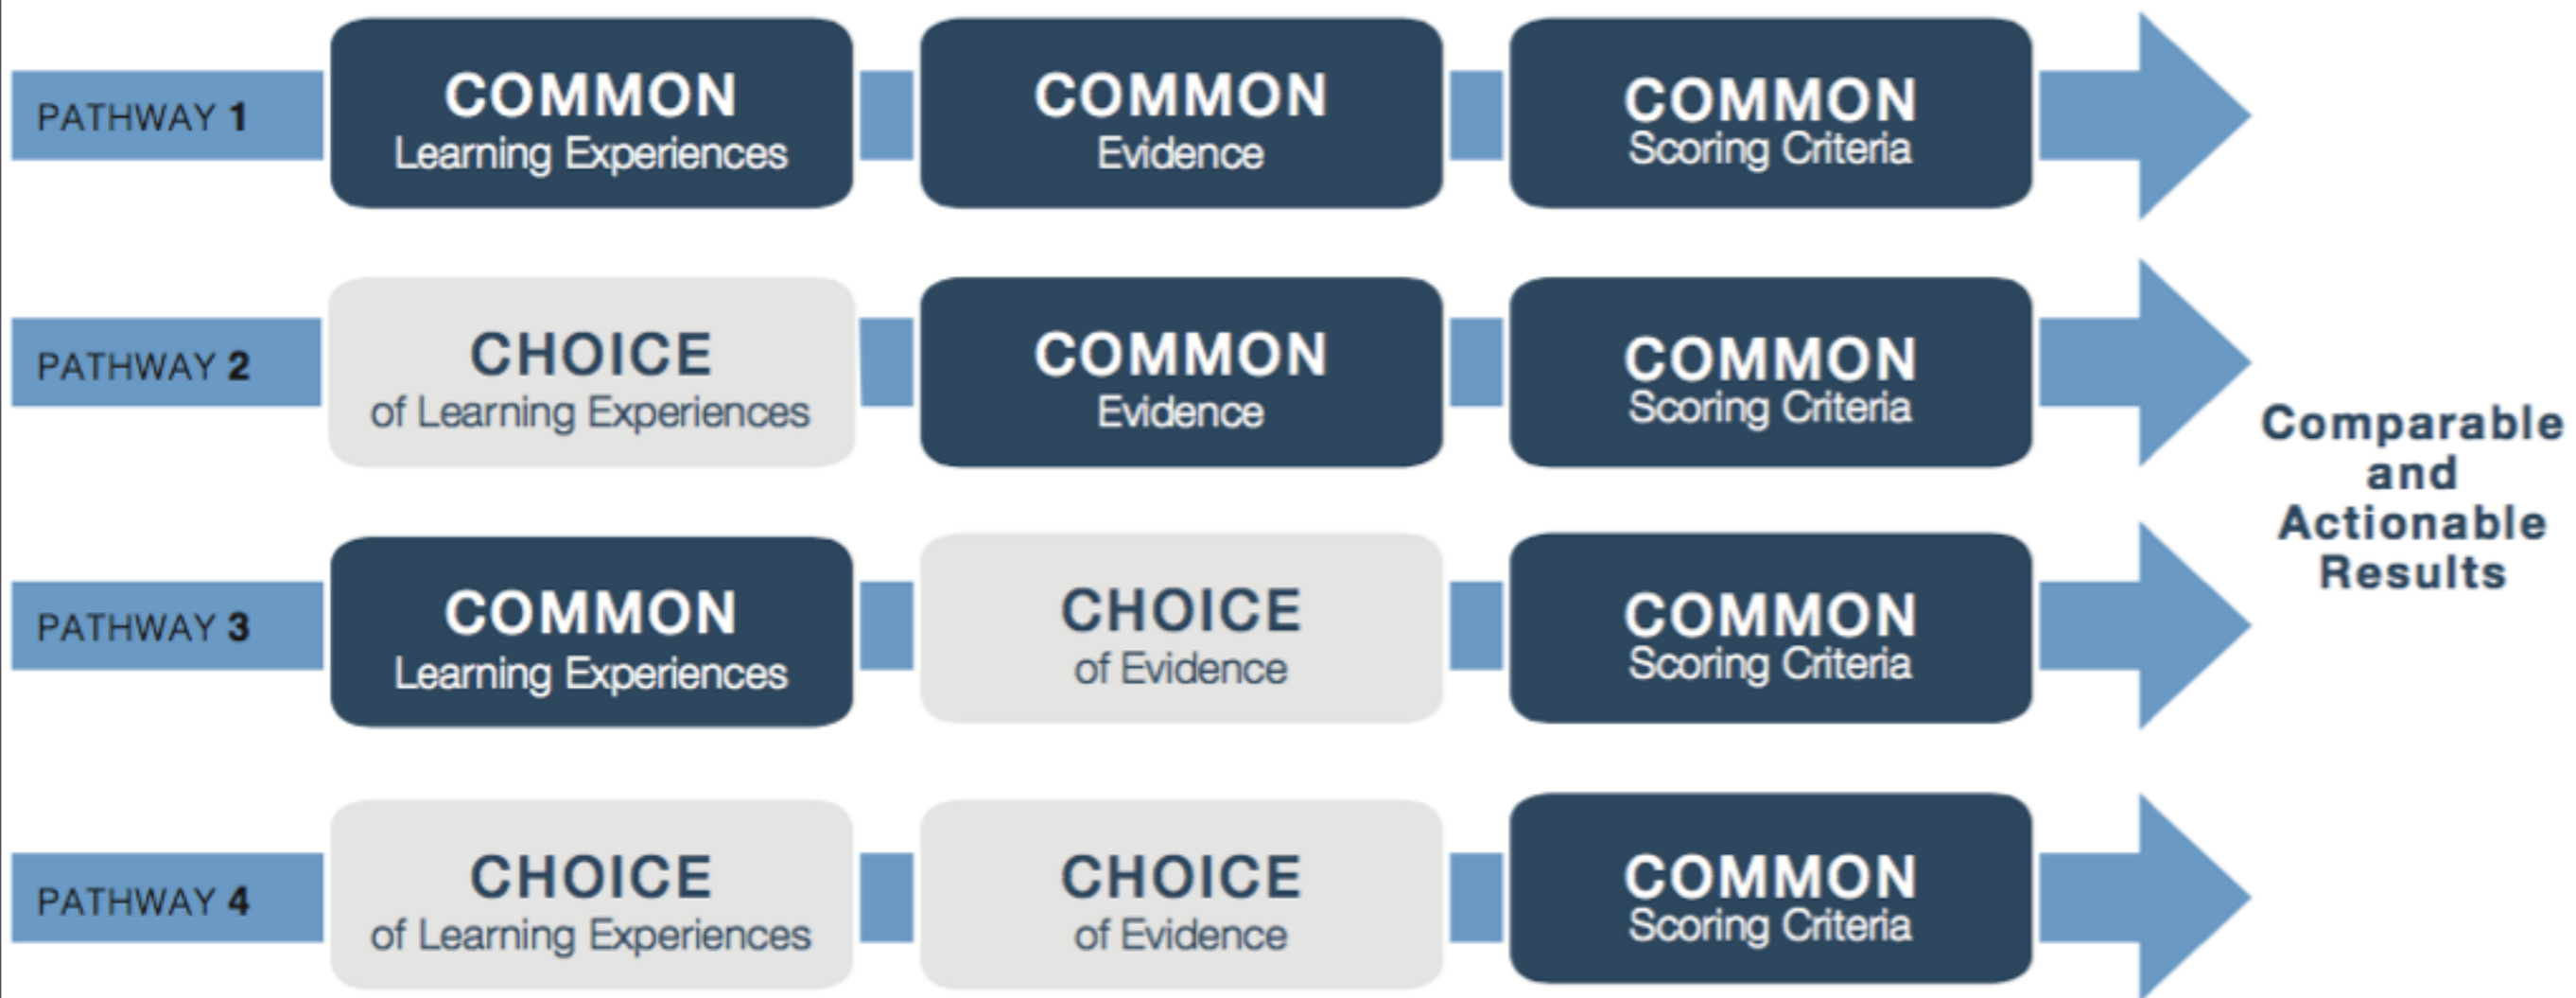 PATHWAY 1
COMMON
Learning Experiences
COMMON
Evidence
COMMON
Scoring Criteria
PATHWAY 2
CHOICE
of Learning Experiences
COMMON
Evidence
COMMON
Scoring Criteria
PATHWAY 3
COMMON
Learning Experiences
CHOICE
of Evidence
COMMON
Scoring Criteria
PATHWAY 4
CHOICE
of Learning Experiences
CHOICE
of Evidence
COMMON
Scoring Criteria
Comparable
and
Actionable
Results